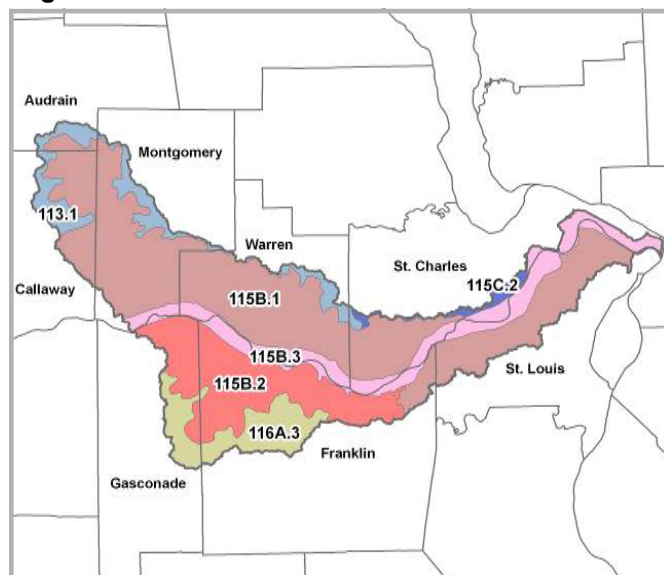 Audrain
Montgomery
113.1
Warren
St. Charles
Callaway
115C.2
115B.1
115B.3
St. Louis
115B.2
116A.3
Franklin
Gasconade